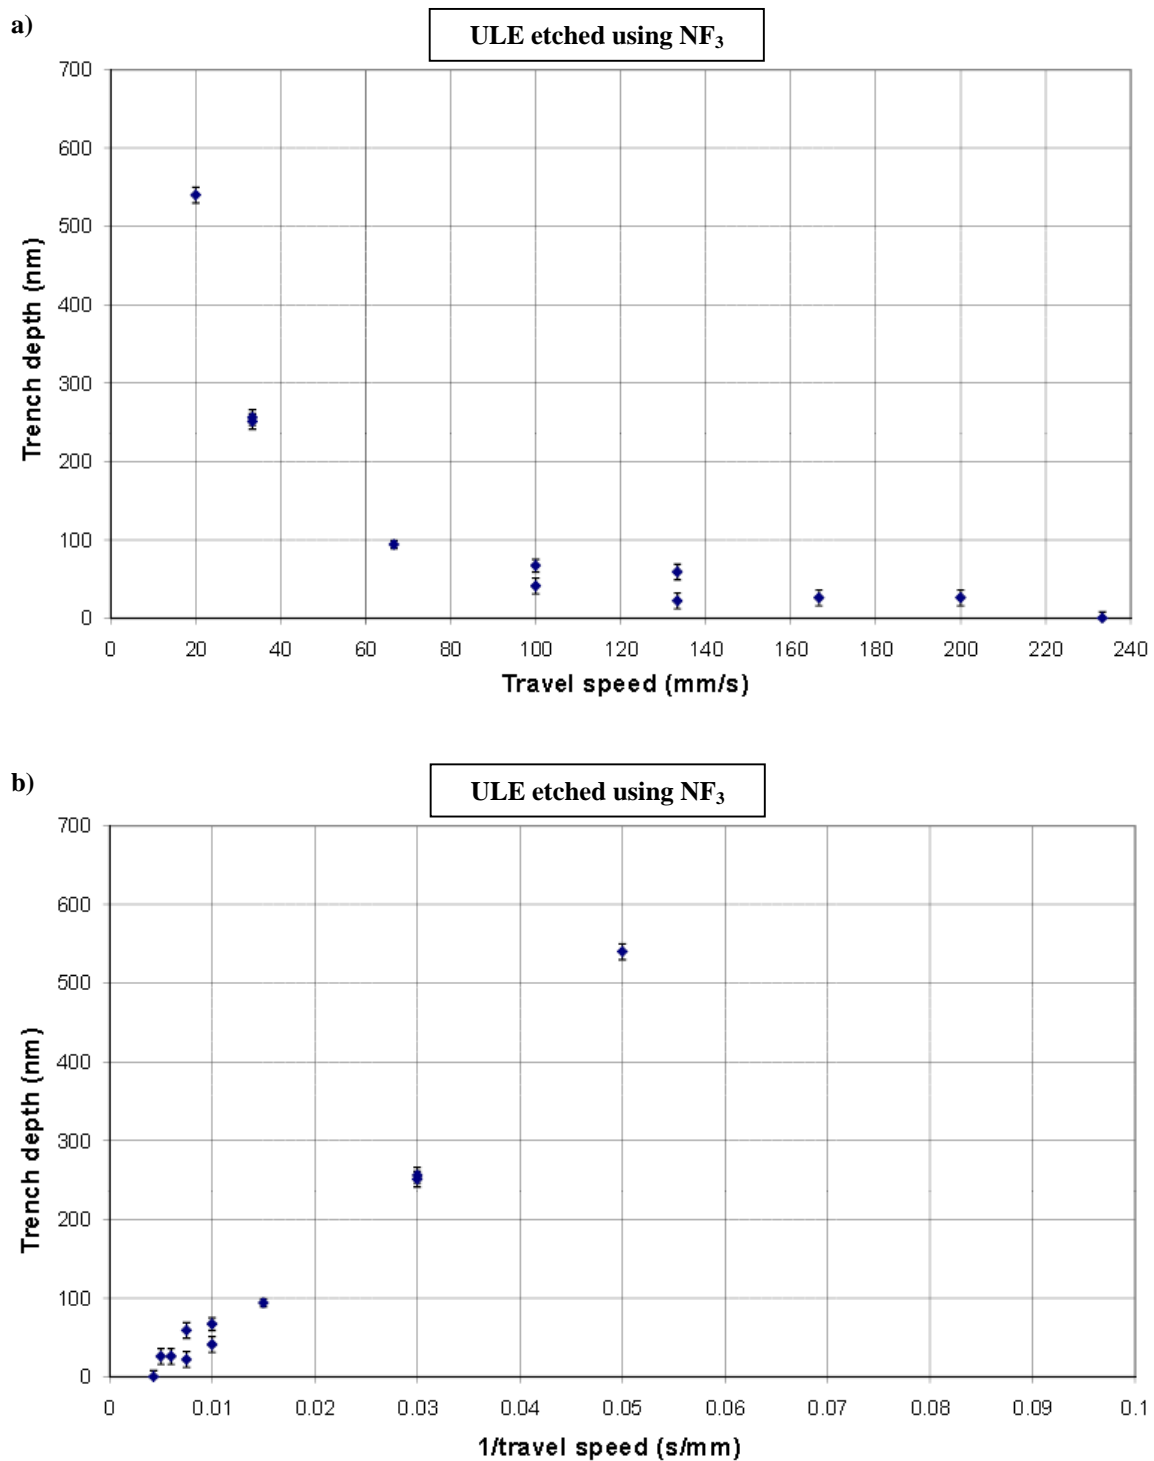 a)
ULE etched using NF₃
700
600
500
400
300
200
100
0
Trench depth (nm)
0 20 40 60 80 100 120 140 160 180 200 220 240
Travel speed (mm/s)
b)
ULE etched using NF₃
700
600
500
400
300
200
100
0
Trench depth (nm)
0 0.01 0.02 0.03 0.04 0.05 0.06 0.07 0.08 0.09 0.1
1/travel speed (s/mm)